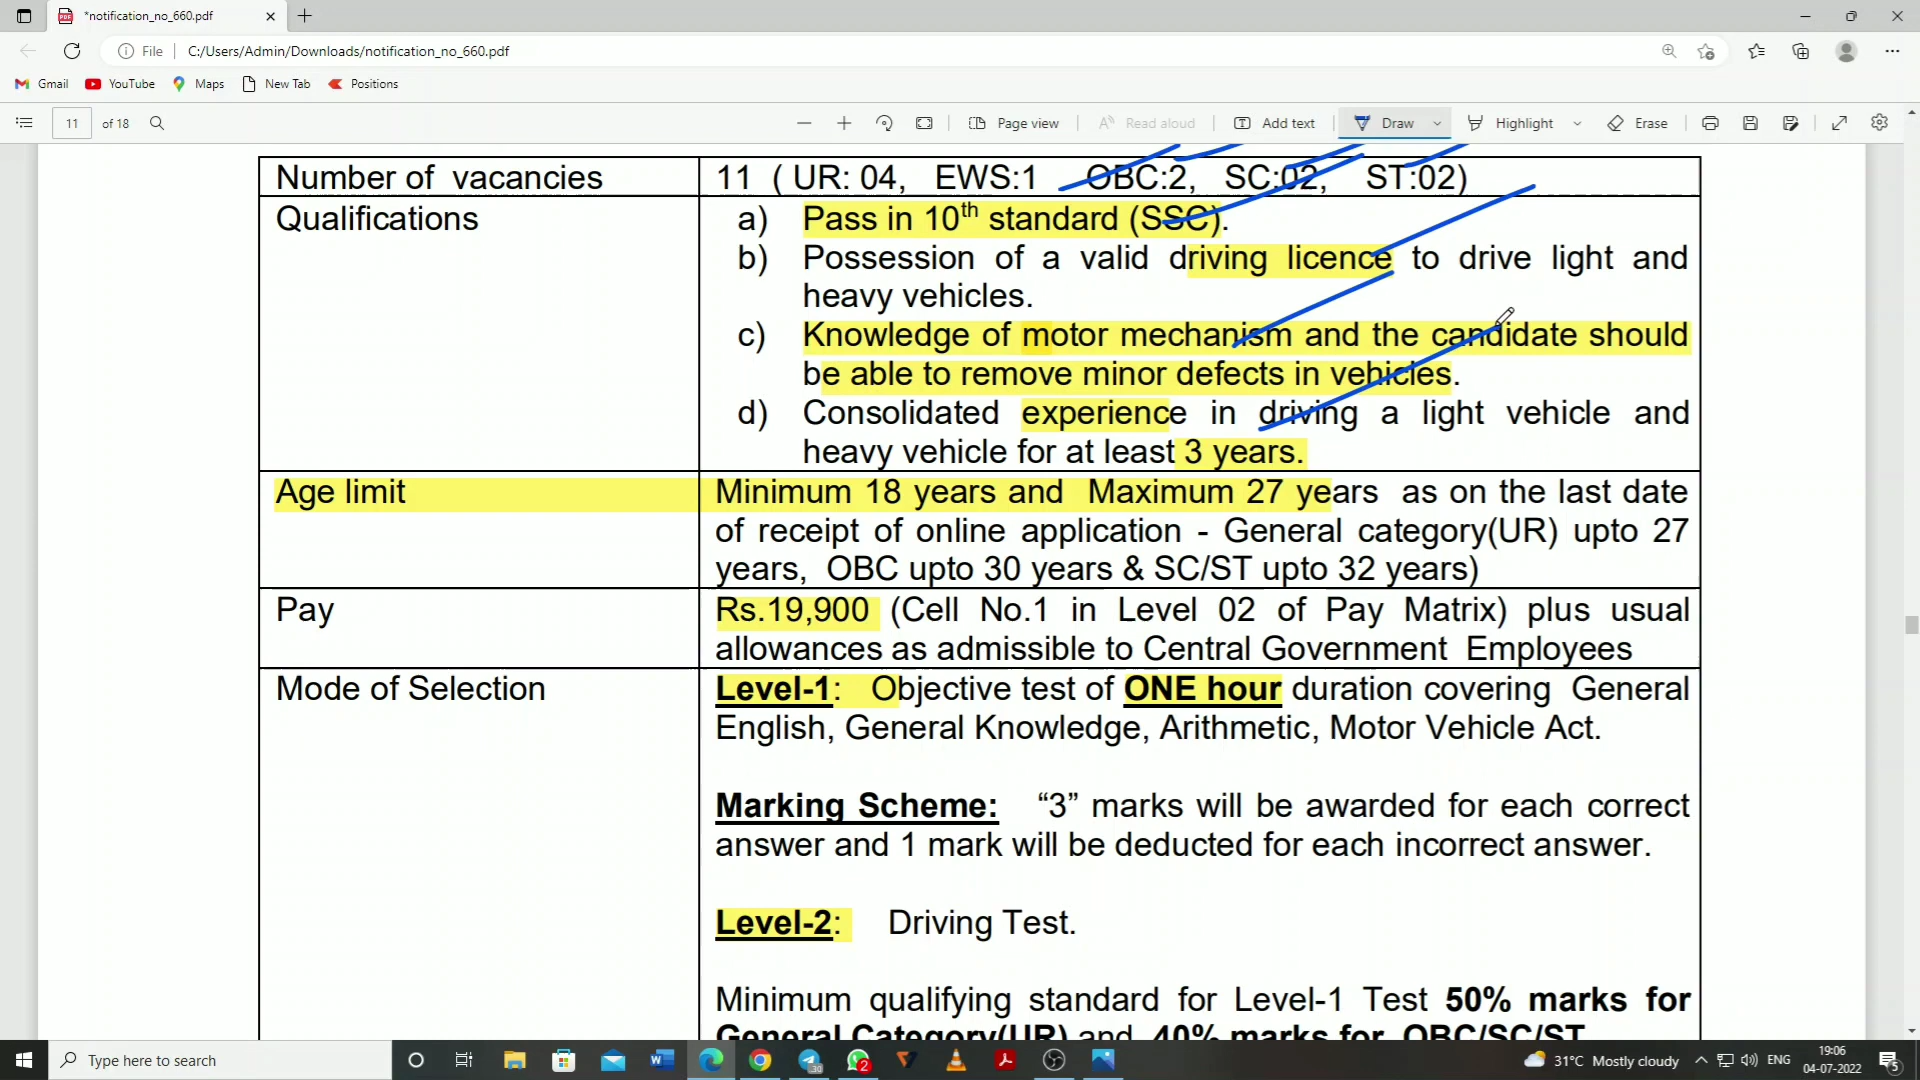 *notification_no_660.pdf
File C:/Users/Admin/Downloads/notification_no_660.pdf
Gmail YouTube Maps New Tab Positions
11 of 18 Page view Read aloud Add text Draw Highlight Erase
Number of vacancies 11 ( UR: 04, EWS:1 OBC:2, SC:02, ST:02)
Qualifications a) Pass in 10th standard (SSC).
b) Possession of a valid driving licence to drive light and
heavy vehicles.
c) Knowledge of motor mechanism and the candidate should
be able to remove minor defects in vehicles.
d) Consolidated experience in driving a light vehicle and
heavy vehicle for at least 3 years.
Age limit Minimum 18 years and Maximum 27 years as on the last date
of receipt of online application - General category(UR) upto 27
years, OBC upto 30 years & SC/ST upto 32 years)
Pay Rs.19,900 (Cell No.1 in Level 02 of Pay Matrix) plus usual
allowances as admissible to Central Government Employees
Mode of Selection Level-1: Objective test of ONE hour duration covering General
English, General Knowledge, Arithmetic, Motor Vehicle Act.
Marking Scheme: “3” marks will be awarded for each correct
answer and 1 mark will be deducted for each incorrect answer.
Level-2: Driving Test.
Minimum qualifying standard for Level-1 Test 50% marks for
General Category(UR) and 40% marks for OBC/SC/ST
Type here to search 31°C Mostly cloudy ENG 19:06
04-07-2022